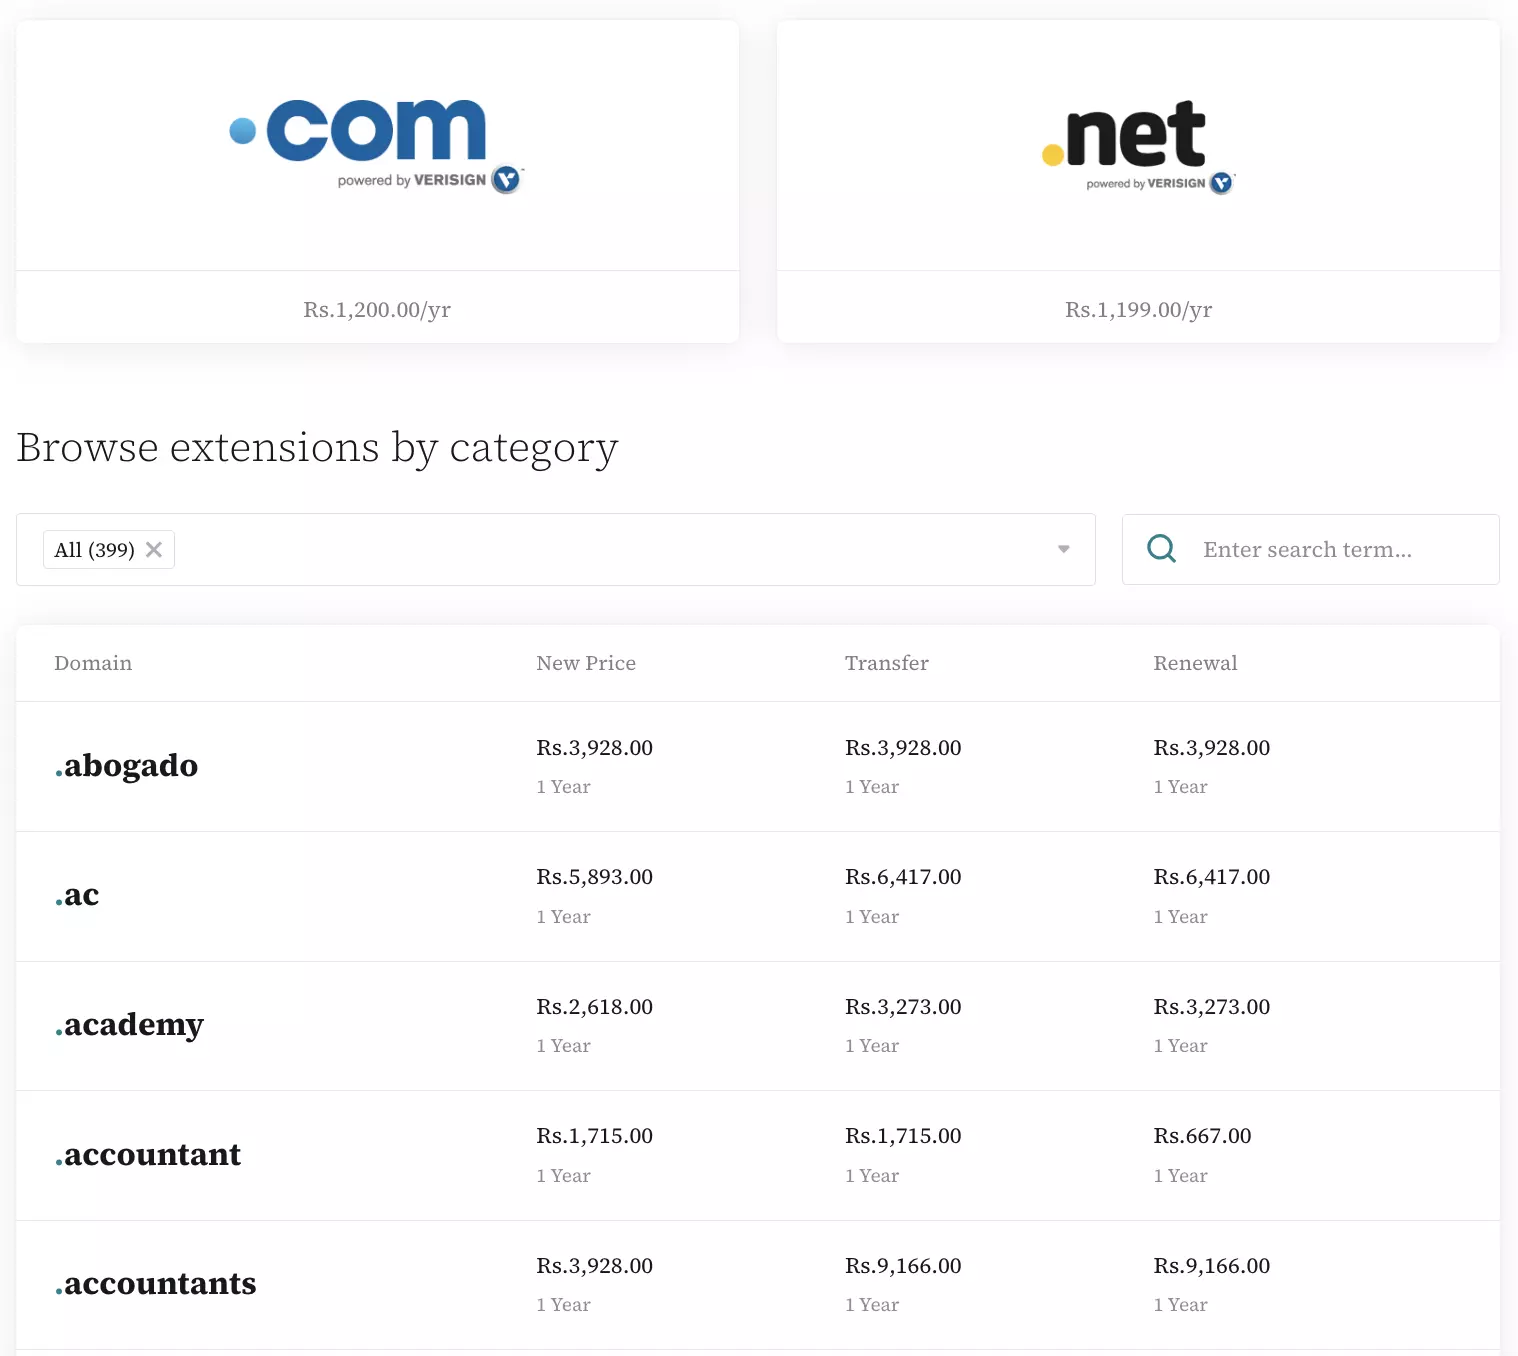 .com
powered by VERISIGN
.net
powered by VERISIGN
Rs.1,200.00/yr
Rs.1,199.00/yr
Browse extensions by category
All (399)
Enter search term...
Domain New Price Transfer Renewal
.abogado Rs.3,928.00 Rs.3,928.00 Rs.3,928.00
1 Year 1 Year 1 Year
.ac Rs.5,893.00 Rs.6,417.00 Rs.6,417.00
1 Year 1 Year 1 Year
.academy Rs.2,618.00 Rs.3,273.00 Rs.3,273.00
1 Year 1 Year 1 Year
.accountant Rs.1,715.00 Rs.1,715.00 Rs.667.00
1 Year 1 Year 1 Year
.accountants Rs.3,928.00 Rs.9,166.00 Rs.9,166.00
1 Year 1 Year 1 Year